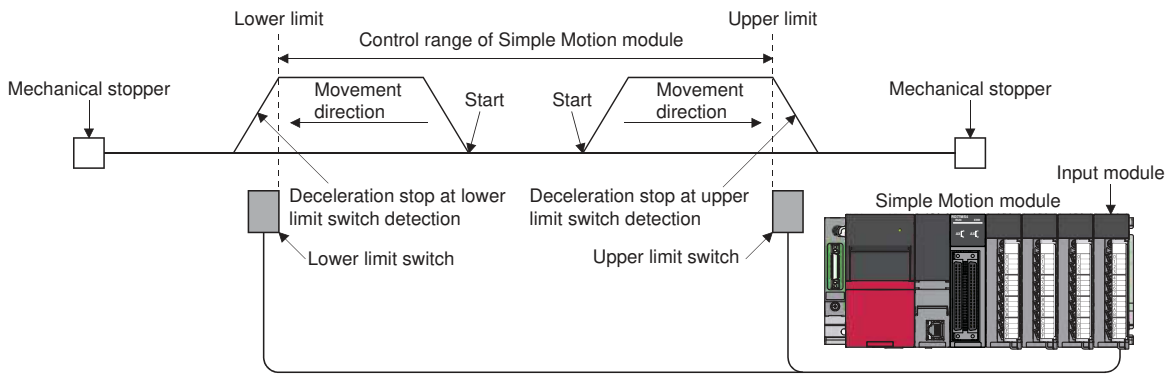 Lower limit
Upper limit
Control range of Simple Motion module
Mechanical stopper
Movement
direction
Start
Start
Movement
direction
Mechanical stopper
Deceleration stop at lower
limit switch detection
Deceleration stop at upper
limit switch detection
Input module
Simple Motion module
Lower limit switch
Upper limit switch